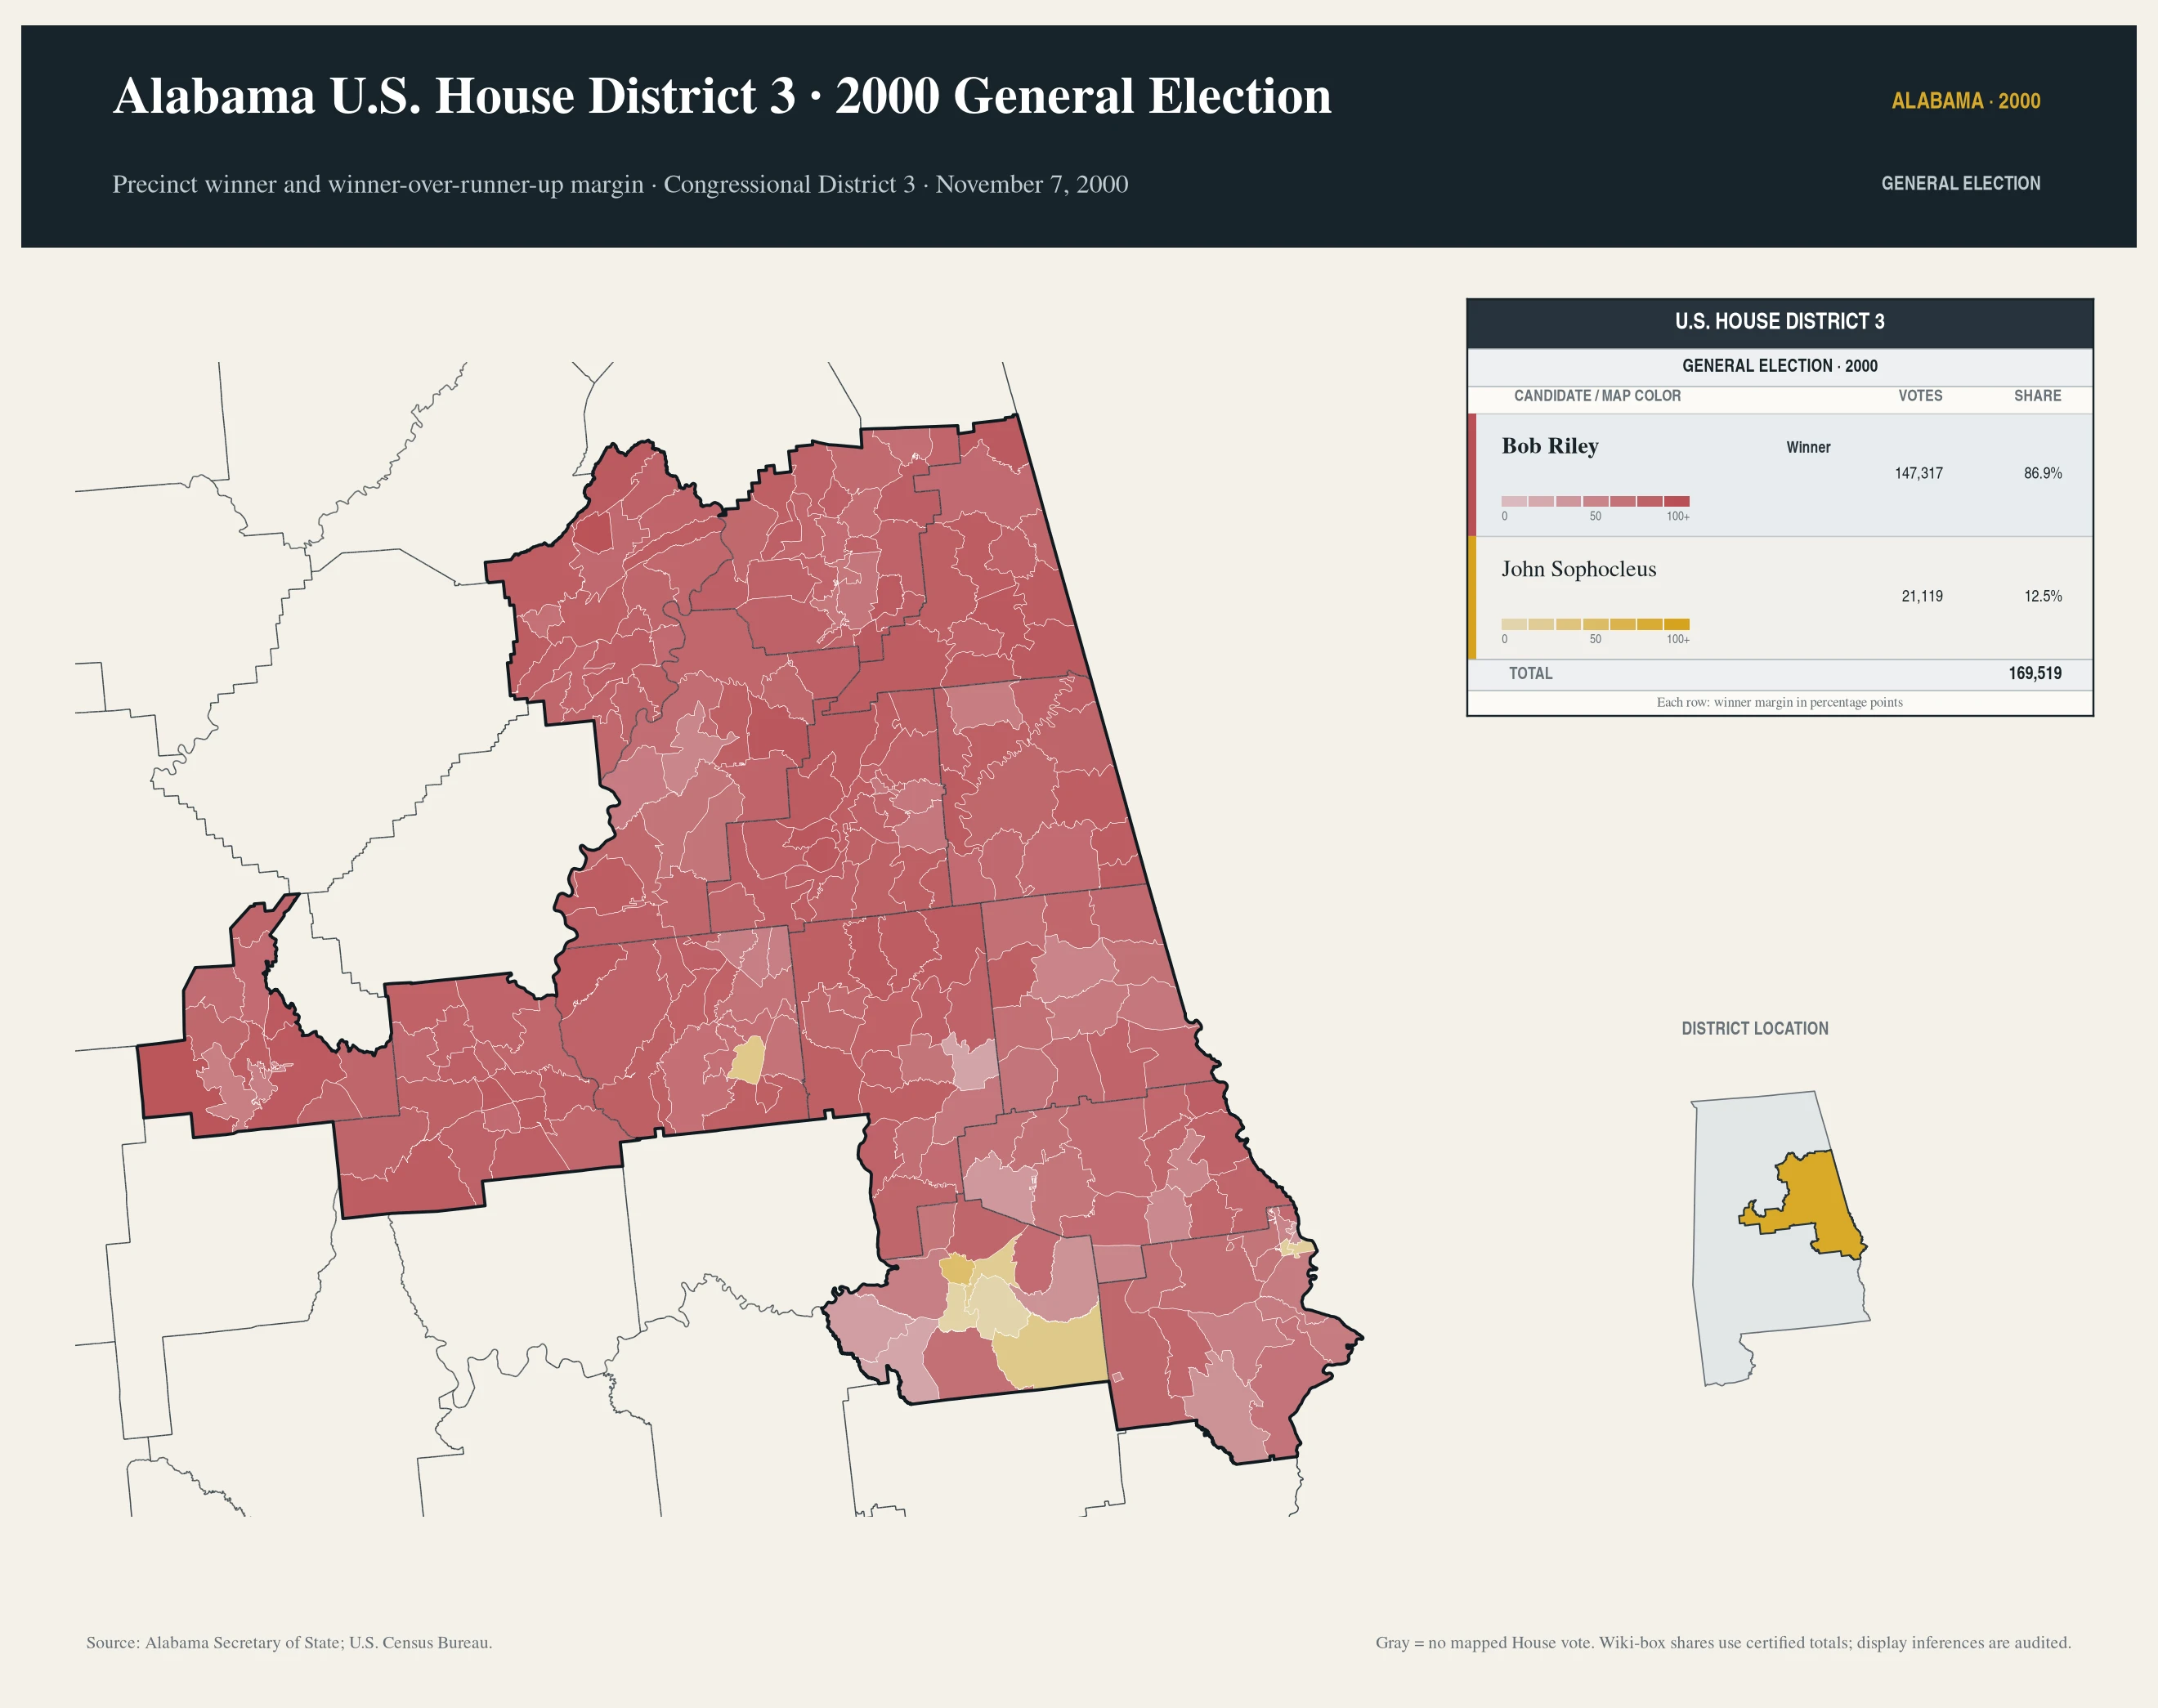 Alabama U.S. House District 3 · 2000 General Election
ALABAMA · 2000
Precinct winner and winner-over-runner-up margin · Congressional District 3 · November 7, 2000
GENERAL ELECTION
U.S. HOUSE DISTRICT 3
GENERAL ELECTION · 2000
CANDIDATE / MAP COLOR VOTES SHARE
Bob Riley Winner
147,317 86.9%
0 50 100+
John Sophocleus
21,119 12.5%
0 50 100+
TOTAL 169,519
Each row: winner margin in percentage points
DISTRICT LOCATION
Source: Alabama Secretary of State; U.S. Census Bureau.
Gray = no mapped House vote. Wiki-box shares use certified totals; display inferences are audited.